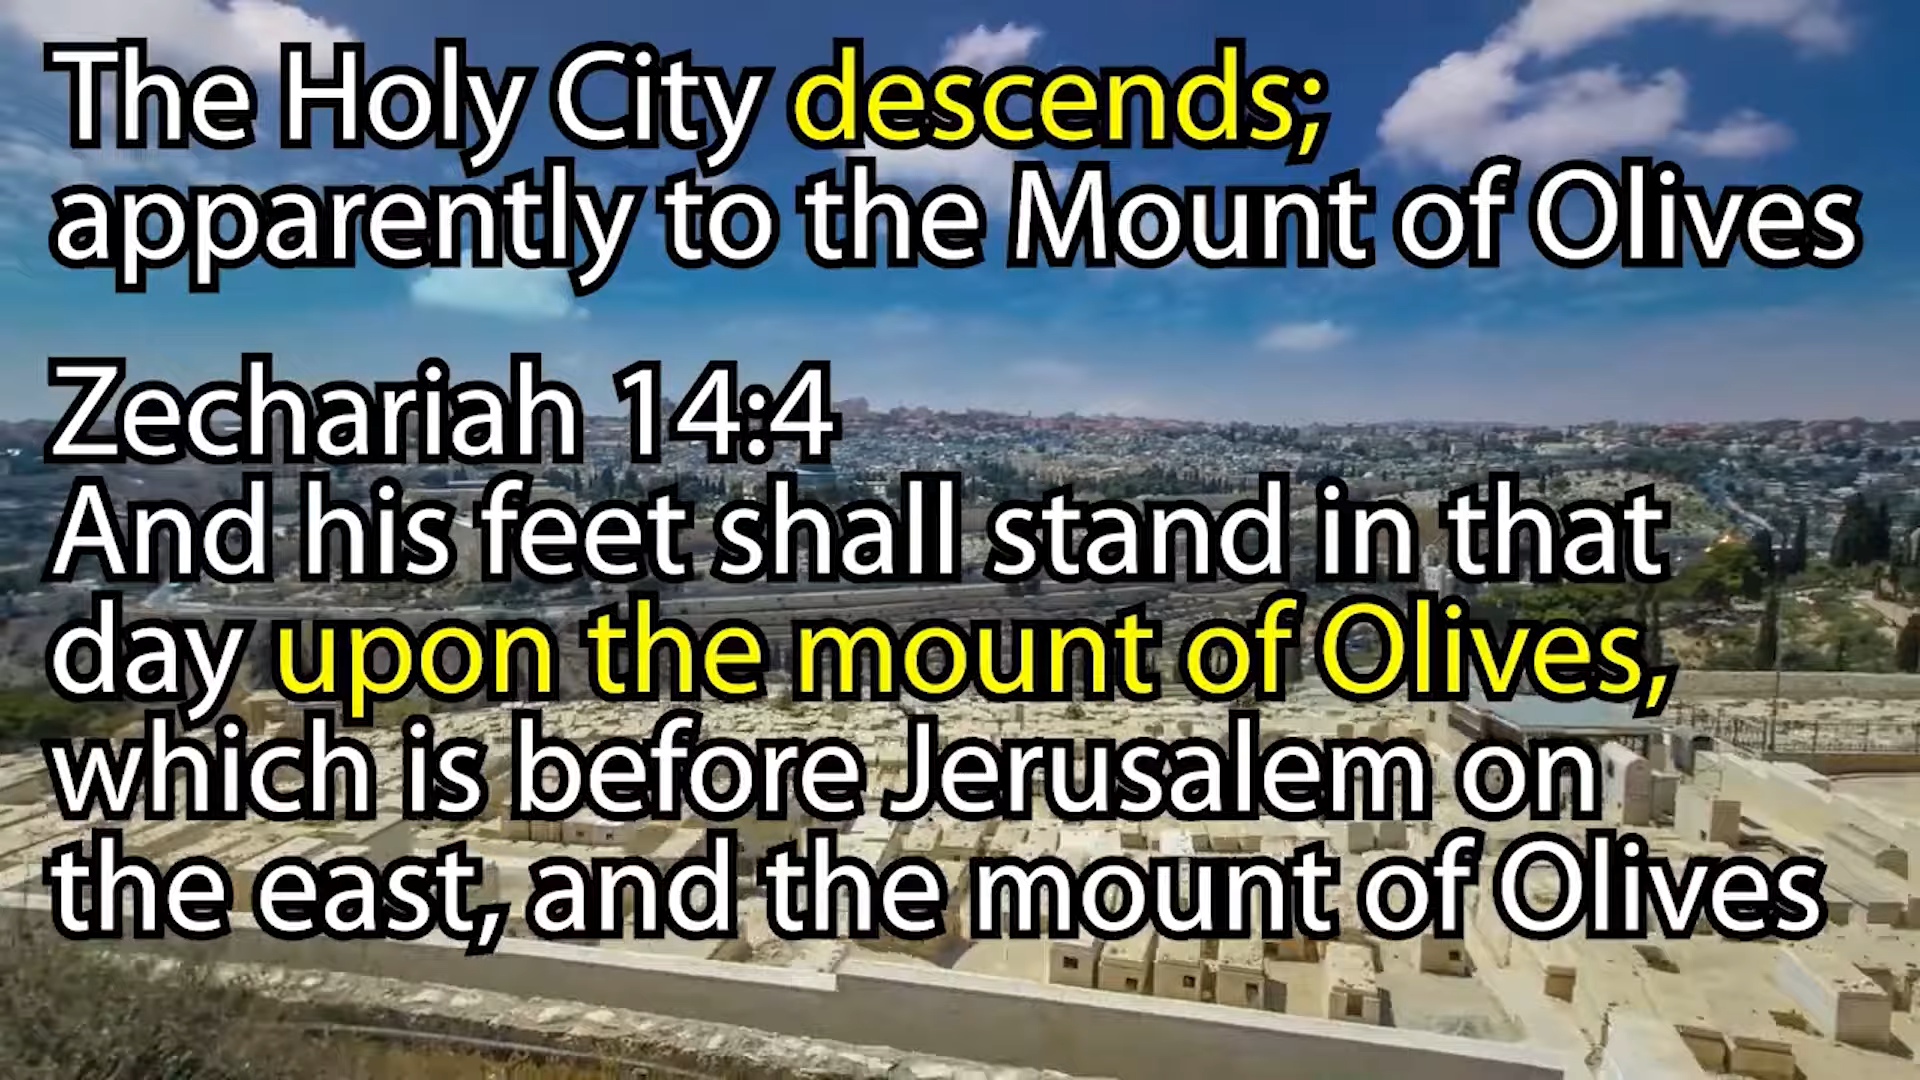 The Holy City descends;
apparently to the Mount of Olives
Zechariah 14:4
And his feet shall stand in that
day upon the mount of Olives,
which is before Jerusalem on
the east, and the mount of Olives